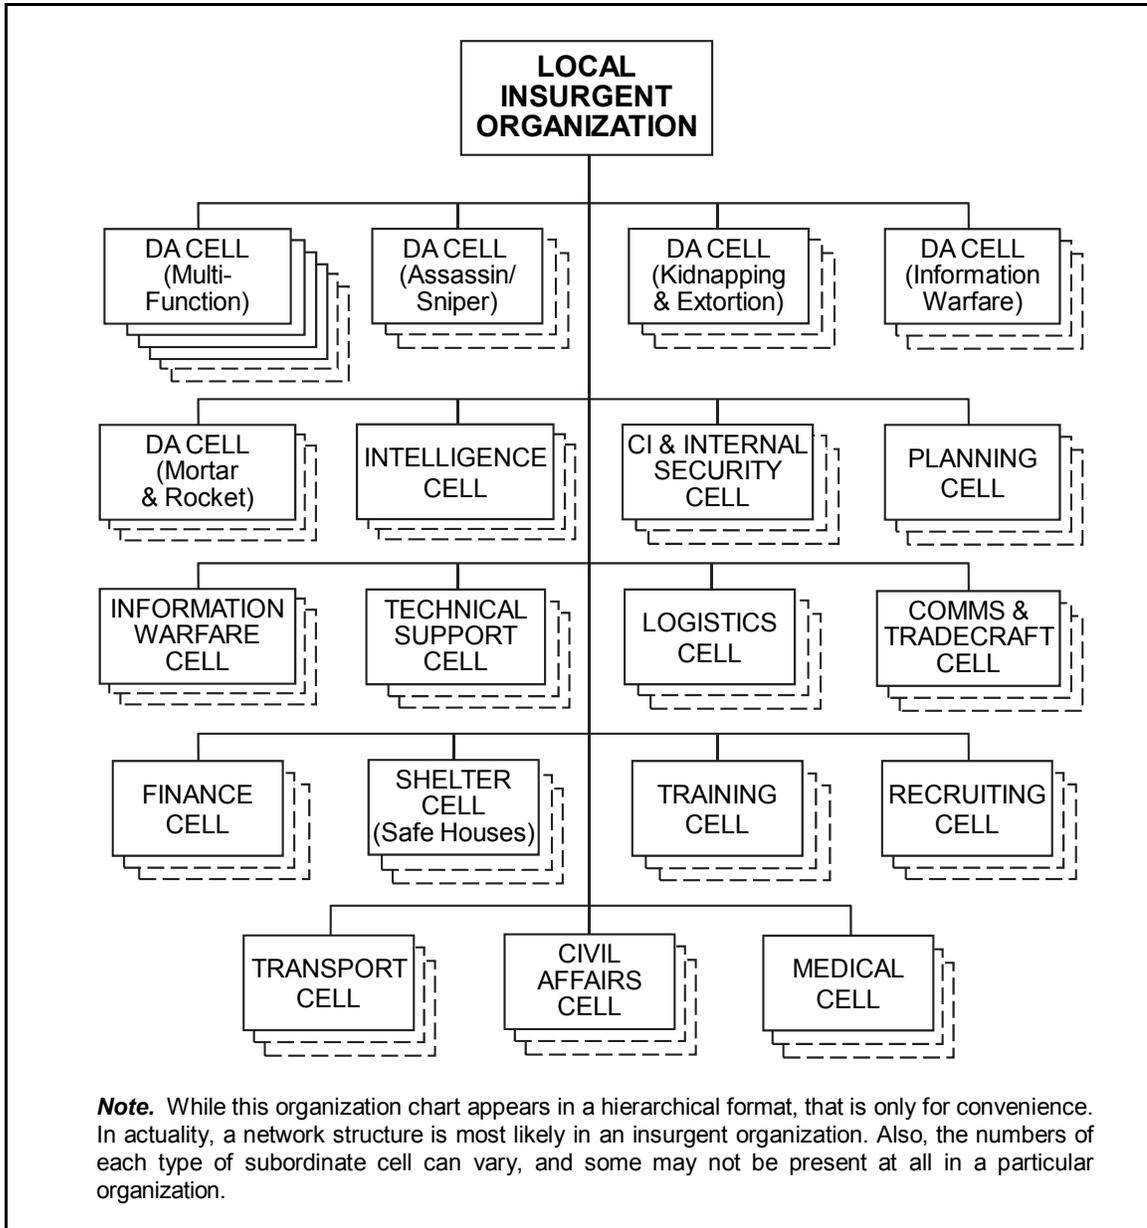 LOCAL
INSURGENT
ORGANIZATION
DA CELL
(Multi-
Function)
DA CELL
(Assassin/
Sniper)
DA CELL
(Kidnapping
& Extortion)
DA CELL
(Information
Warfare)
DA CELL
(Mortar
& Rocket)
INTELLIGENCE
CELL
CI & INTERNAL
SECURITY
CELL
PLANNING
CELL
INFORMATION
WARFARE
CELL
TECHNICAL
SUPPORT
CELL
LOGISTICS
CELL
COMMS &
TRADECRAFT
CELL
FINANCE
CELL
SHELTER
CELL
(Safe Houses)
TRAINING
CELL
RECRUITING
CELL
TRANSPORT
CELL
CIVIL
AFFAIRS
CELL
MEDICAL
CELL
Note. While this organization chart appears in a hierarchical format, that is only for convenience.
In actuality, a network structure is most likely in an insurgent organization. Also, the numbers of
each type of subordinate cell can vary, and some may not be present at all in a particular
organization.